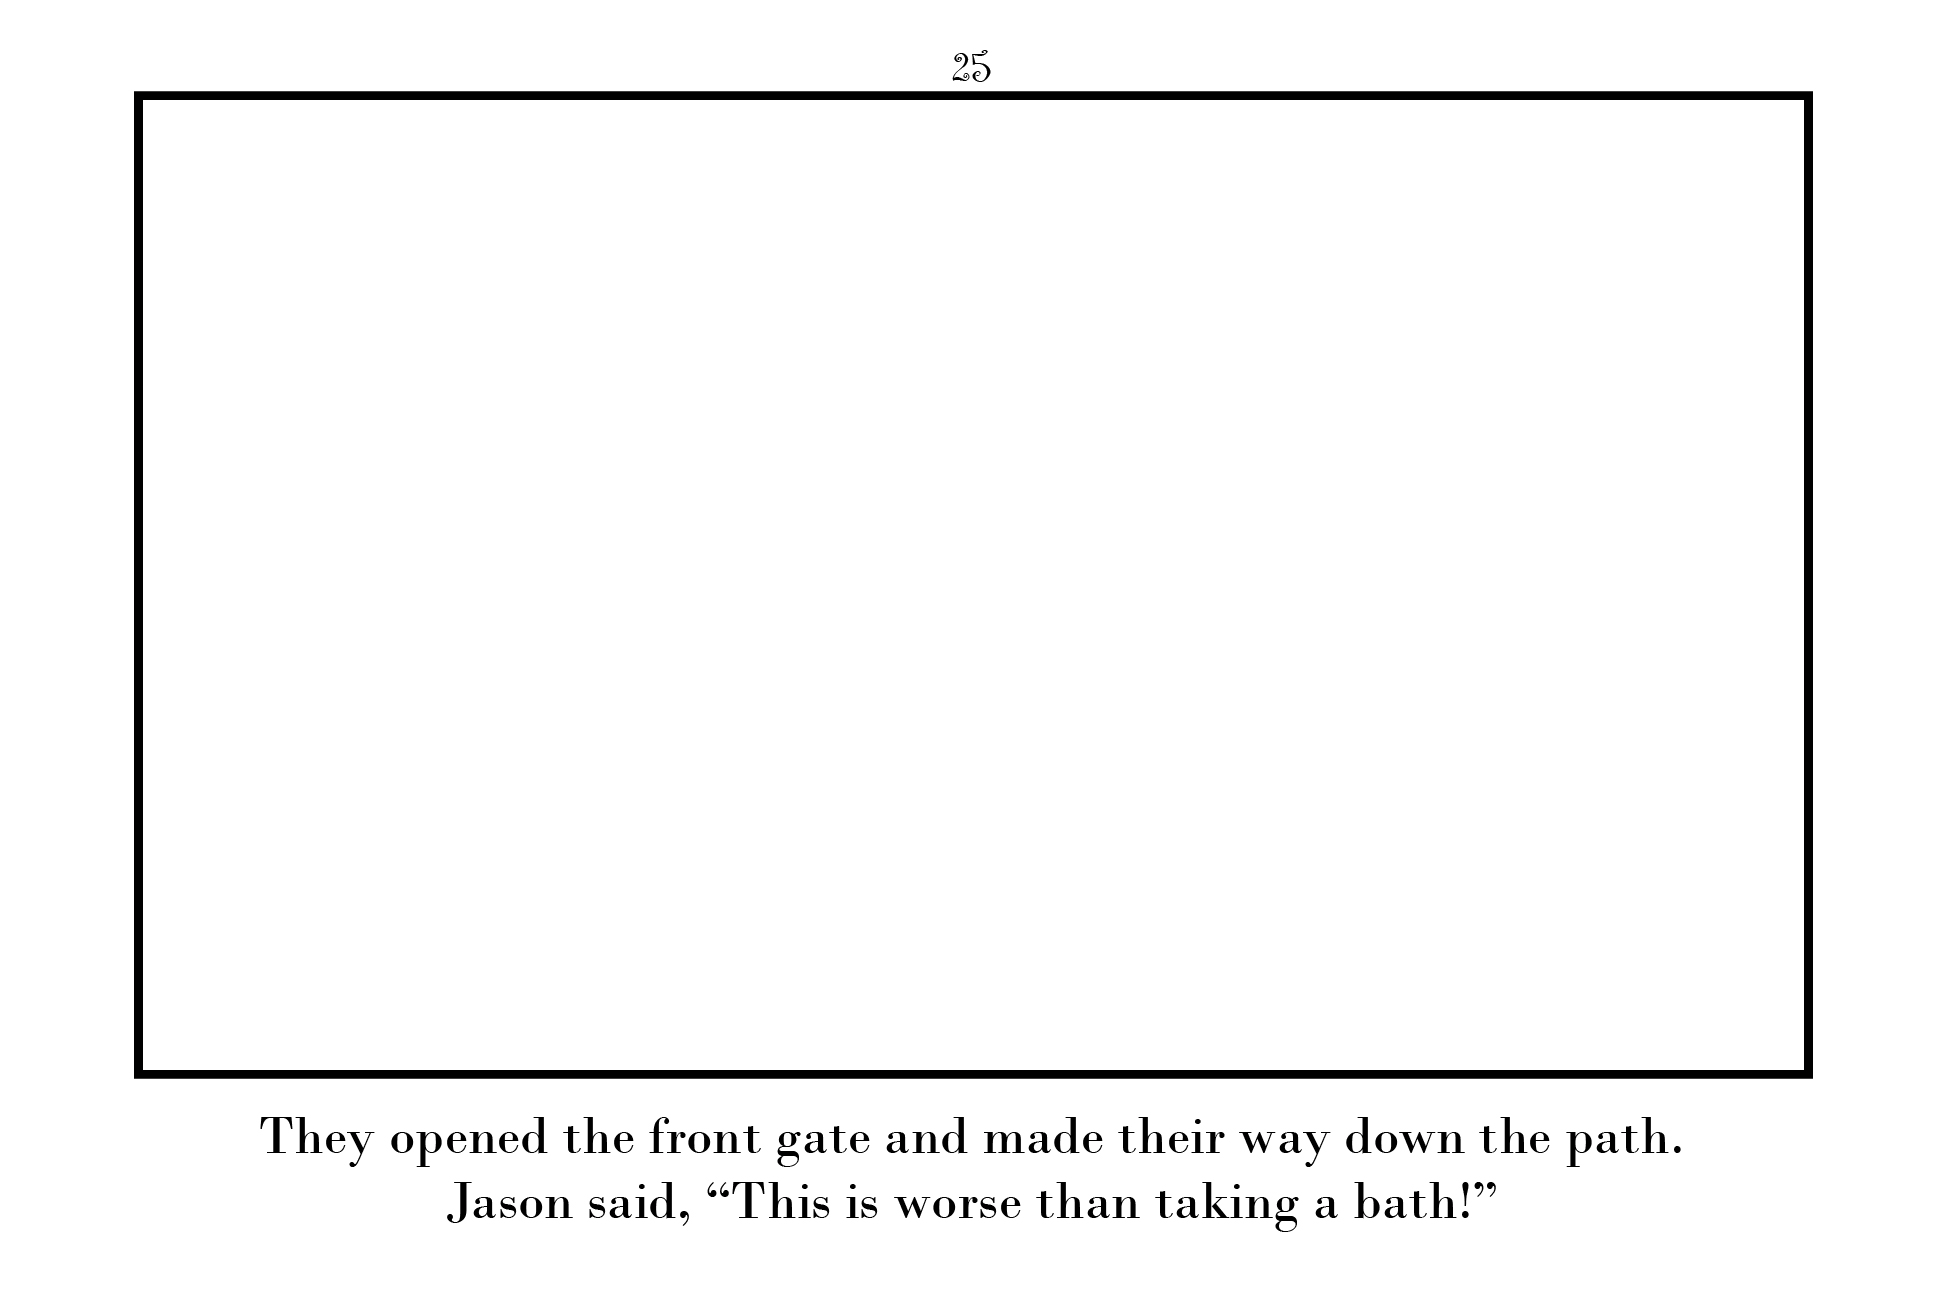 25
They opened the front gate and made their way down the path.
Jason said, “This is worse than taking a bath!”